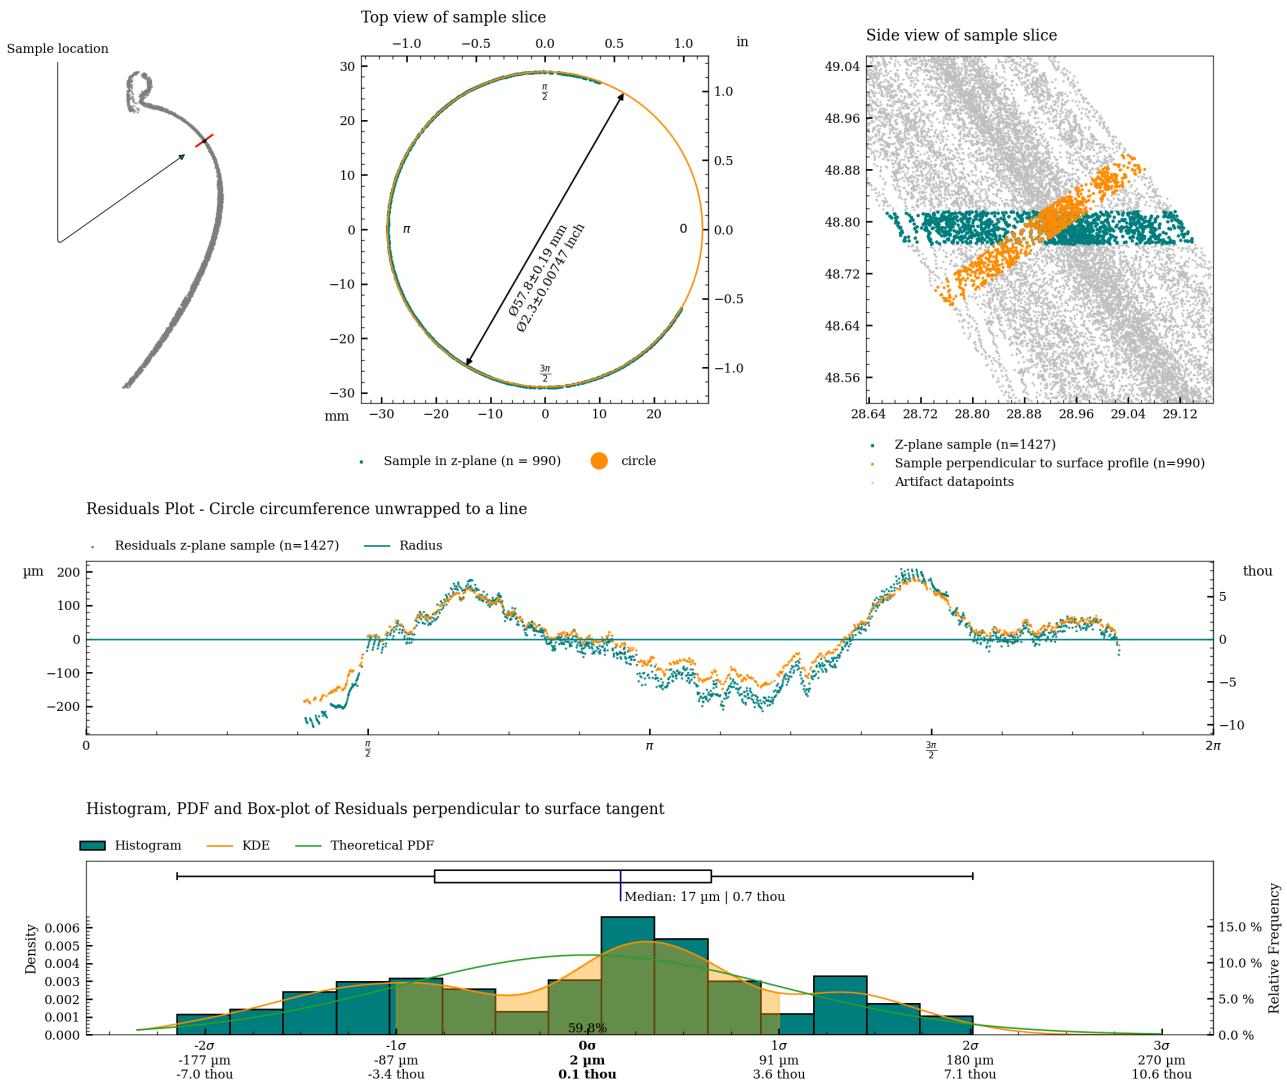 Sample location
Top view of sample slice
−1.0 −0.5 0.0 0.5 1.0 in
30
20
10
0
−10
−20
−30
mm
−30 −20 −10 0 10 20
1.0
0.5
0.0
−0.5
−1.0
π/2
π
0
3π/2
Ø57.8±0.19 mm
Ø2.3±0.00747 inch
Sample in z-plane (n = 990) circle
Side view of sample slice
49.04
48.96
48.88
48.80
48.72
48.64
48.56
28.64 28.72 28.80 28.88 28.96 29.04 29.12
Z-plane sample (n=1427)
Sample perpendicular to surface profile (n=990)
Artifact datapoints
Residuals Plot - Circle circumference unwrapped to a line
Residuals z-plane sample (n=1427) Radius
µm
200
100
0
−100
−200
thou
5
0
−5
−10
0 π/2 π 3π/2 2π
Histogram, PDF and Box-plot of Residuals perpendicular to surface tangent
Histogram KDE Theoretical PDF
Median: 17 µm | 0.7 thou
Density
0.006
0.005
0.004
0.003
0.002
0.001
0.000
Relative Frequency
15.0 %
10.0 %
5.0 %
0.0 %
59.8%
-2σ -1σ 0σ 1σ 2σ 3σ
-177 µm -87 µm 2 µm 91 µm 180 µm 270 µm
-7.0 thou -3.4 thou 0.1 thou 3.6 thou 7.1 thou 10.6 thou